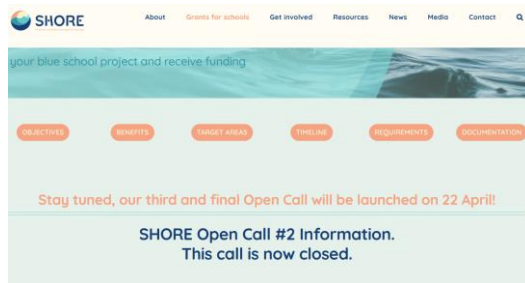 SHORE
About Grants for schools Get involved Resources News Media Contact
your blue school project and receive funding
OBJECTIVES BENEFITS TARGET AREAS TIMELINE REQUIREMENTS DOCUMENTATION
Stay tuned, our third and final Open Call will be launched on 22 April!
SHORE Open Call #2 Information.
This call is now closed.